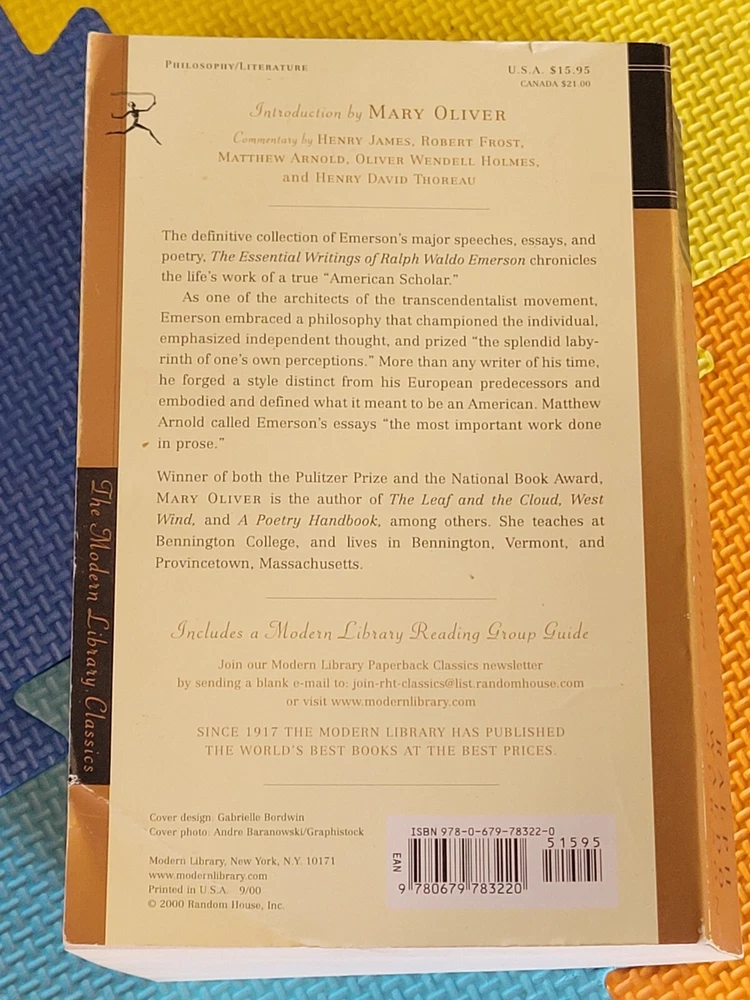 PHILOSOPHY/LITERATURE
U.S.A. $15.95
CANADA $21.00
Introduction by MARY OLIVER
Commentary by HENRY JAMES, ROBERT FROST,
MATTHEW ARNOLD, OLIVER WENDELL HOLMES,
and HENRY DAVID THOREAU
The definitive collection of Emerson's major speeches, essays, and
poetry, The Essential Writings of Ralph Waldo Emerson chronicles
the life's work of a true "American Scholar."
As one of the architects of the transcendentalist movement,
Emerson embraced a philosophy that championed the individual,
emphasized independent thought, and prized "the splendid laby-
rinth of one's own perceptions." More than any writer of his time,
he forged a style distinct from his European predecessors and
embodied and defined what it meant to be an American. Matthew
Arnold called Emerson's essays "the most important work done
in prose."
Winner of both the Pulitzer Prize and the National Book Award,
MARY OLIVER is the author of The Leaf and the Cloud, West
Wind, and A Poetry Handbook, among others. She teaches at
Bennington College, and lives in Bennington, Vermont, and
Provincetown, Massachusetts.
Includes a Modern Library Reading Group Guide
Join our Modern Library Paperback Classics newsletter
by sending a blank e-mail to: join-rht-classics@list.randomhouse.com
or visit www.modernlibrary.com
SINCE 1917 THE MODERN LIBRARY HAS PUBLISHED
THE WORLD'S BEST BOOKS AT THE BEST PRICES.
The Modern Library Classics
Cover design: Gabrielle Bordwin
Cover photo: Andre Baranowski/Graphistock
Modern Library, New York, N.Y. 10171
www.modernlibrary.com
Printed in U.S.A. 9/00
© 2000 Random House, Inc.
ISBN 978-0-679-78322-0
51595
EAN
9 780679 783220